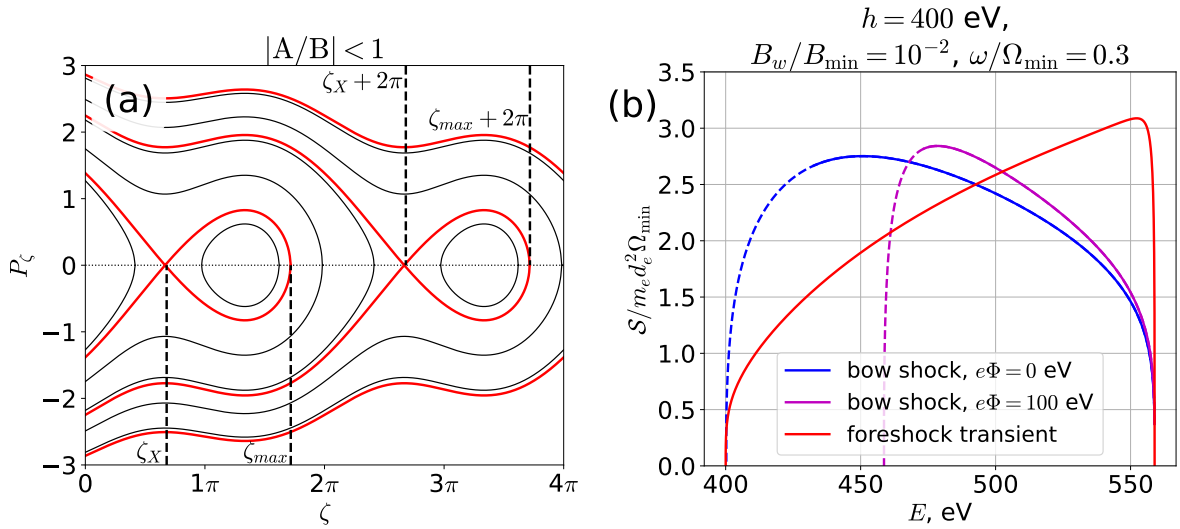 |A/B| < 1
(a)
ζ_X + 2π
ζ_max + 2π
ζ_X
ζ_max
3
2
1
0
−1
−2
−3
P_ζ
0
1π
2π
3π
4π
ζ
h = 400 eV,
B_w/B_min = 10^−2, ω/Ω_min = 0.3
(b)
3.5
3.0
2.5
2.0
1.5
1.0
0.5
0.0
S/m_e d_e^2 Ω_min
bow shock, eΦ = 0 eV
bow shock, eΦ = 100 eV
foreshock transient
400
450
500
550
E, eV